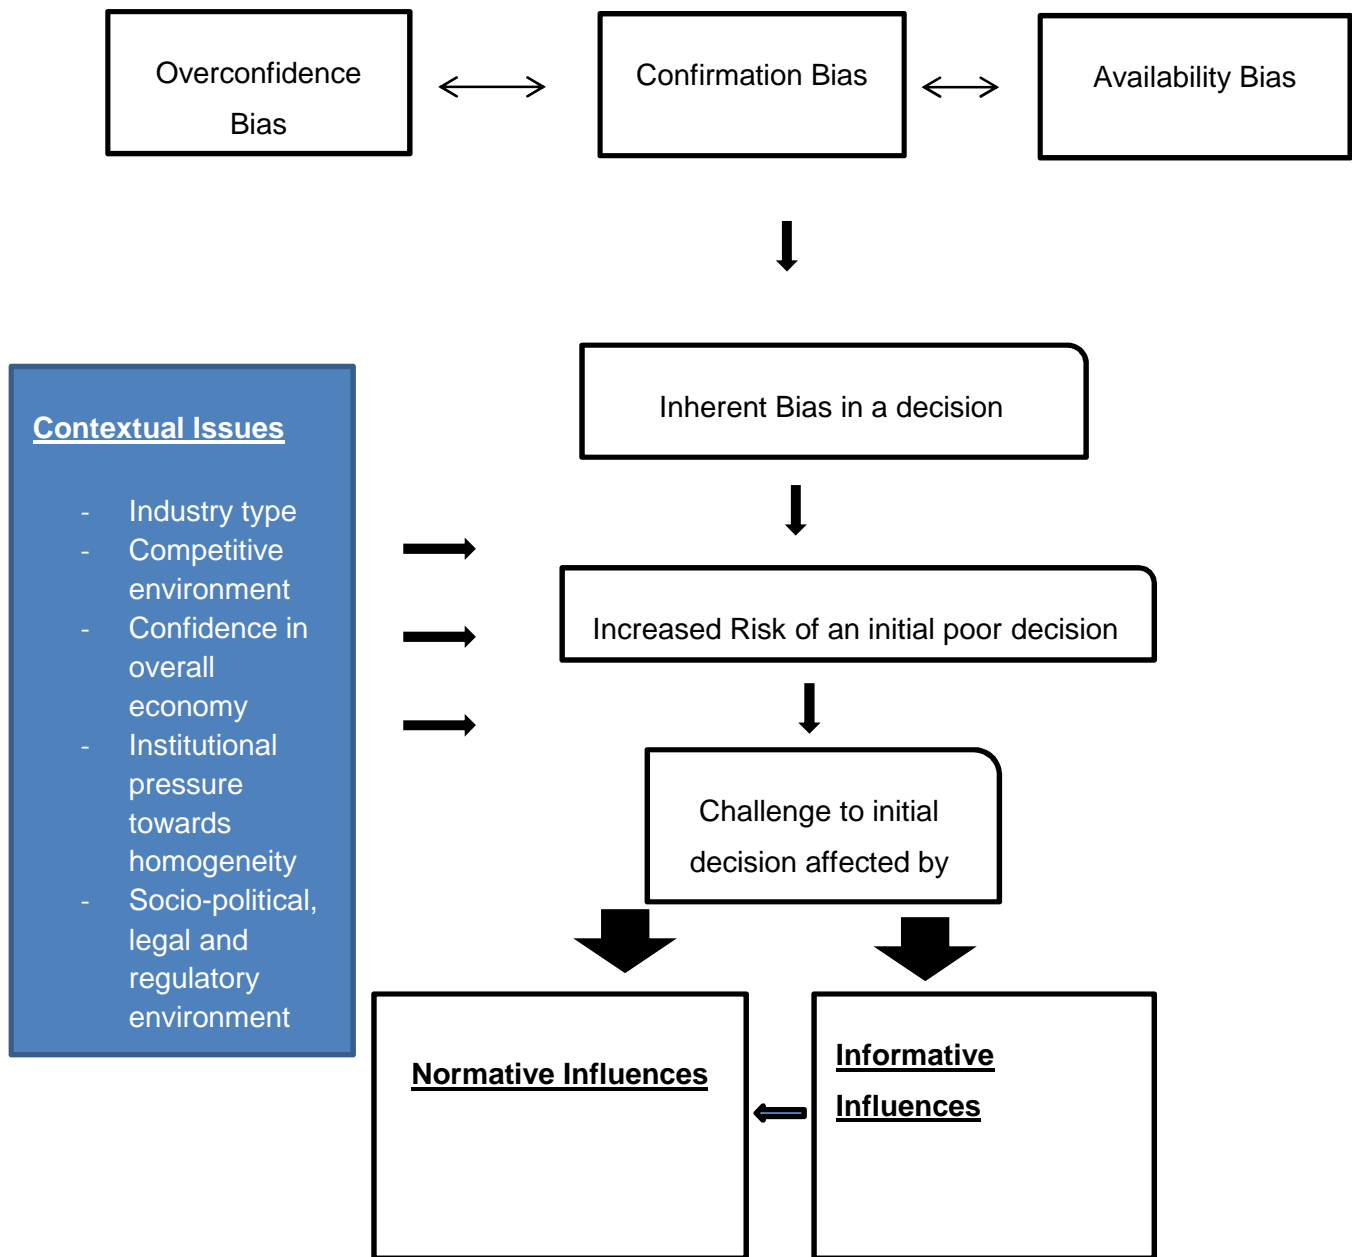 Overconfidence
Bias
Confirmation Bias
Availability Bias
Inherent Bias in a decision
Contextual Issues
- Industry type
- Competitive
environment
- Confidence in
overall
economy
- Institutional
pressure
towards
homogeneity
- Socio-political,
legal and
regulatory
environment
Increased Risk of an initial poor decision
Challenge to initial
decision affected by
Normative Influences
Informative
Influences